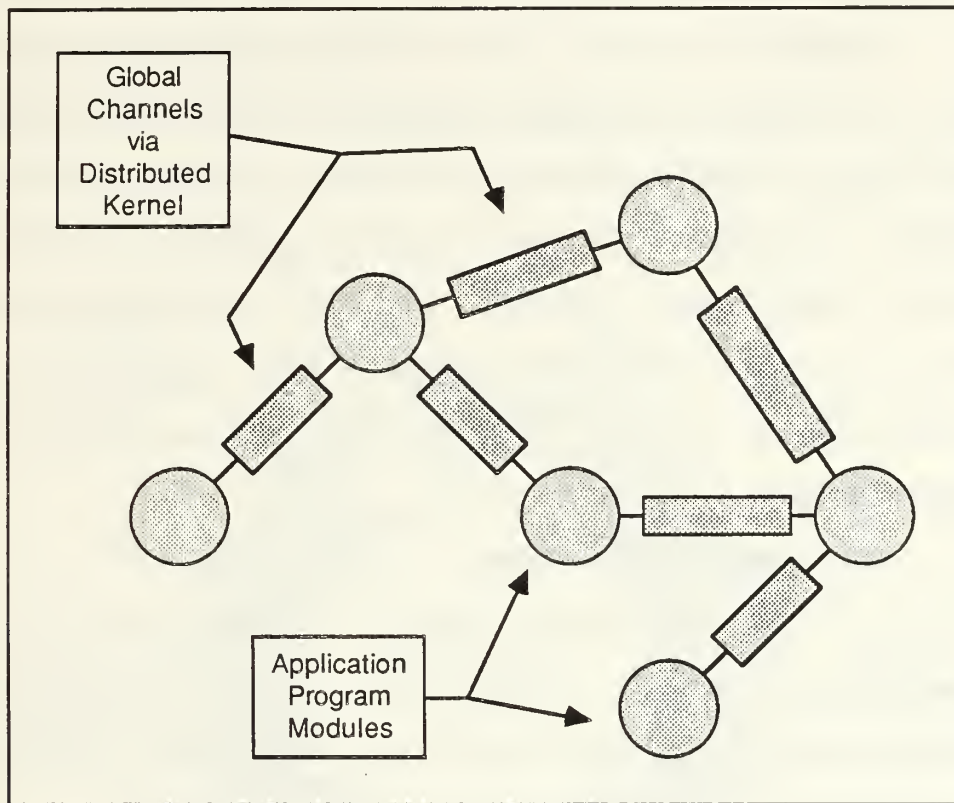 Global
Channels
via
Distributed
Kernel
Application
Program
Modules